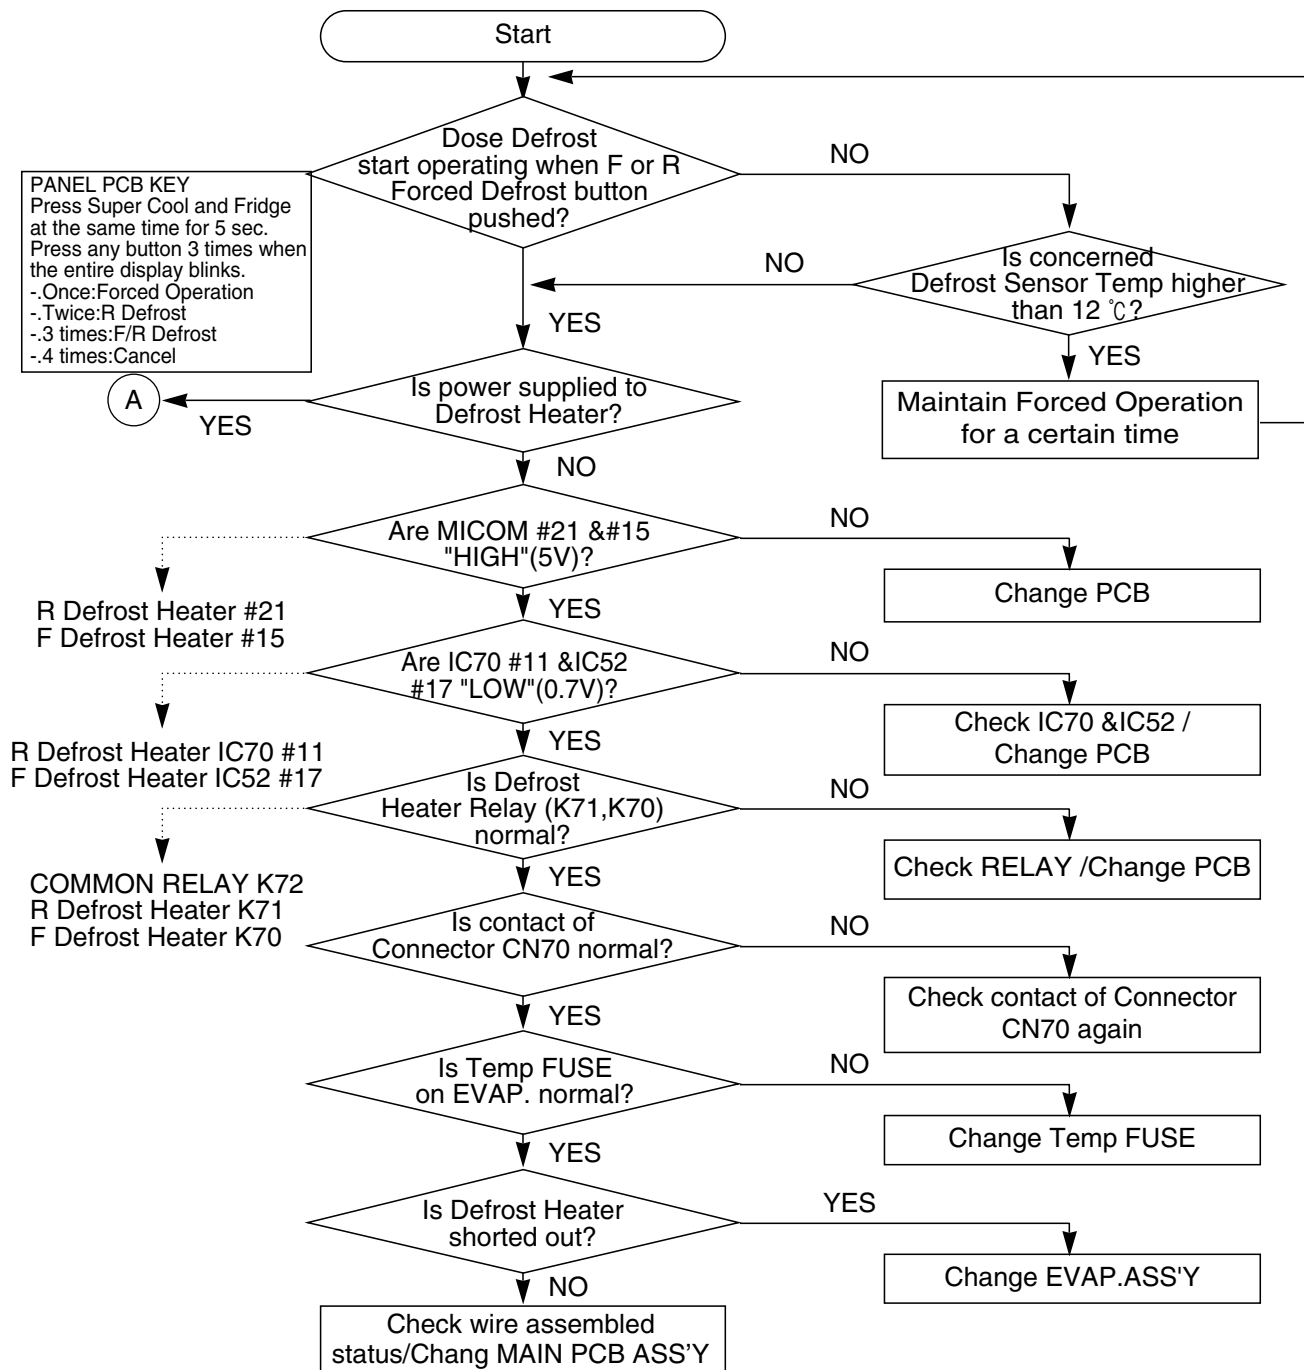 Start
Dose Defrost
start operating when F or R
Forced Defrost button
pushed?
NO
PANEL PCB KEY
Press Super Cool and Fridge
at the same time for 5 sec.
Press any button 3 times when
the entire display blinks.
-.Once:Forced Operation
-.Twice:R Defrost
-.3 times:F/R Defrost
-.4 times:Cancel
Is concerned
Defrost Sensor Temp higher
than 12 ℃?
NO
YES
YES
Maintain Forced Operation
for a certain time
Is power supplied to
Defrost Heater?
A
YES
NO
Are MICOM #21 &#15
"HIGH"(5V)?
NO
Change PCB
R Defrost Heater #21
F Defrost Heater #15
YES
Are IC70 #11 &IC52
#17 "LOW"(0.7V)?
NO
Check IC70 &IC52 /
Change PCB
R Defrost Heater IC70 #11
F Defrost Heater IC52 #17
YES
Is Defrost
Heater Relay (K71,K70)
normal?
NO
Check RELAY /Change PCB
COMMON RELAY K72
R Defrost Heater K71
F Defrost Heater K70
YES
Is contact of
Connector CN70 normal?
NO
Check contact of Connector
CN70 again
YES
Is Temp FUSE
on EVAP. normal?
NO
Change Temp FUSE
YES
Is Defrost Heater
shorted out?
YES
Change EVAP.ASS'Y
NO
Check wire assembled
status/Chang MAIN PCB ASS’Y